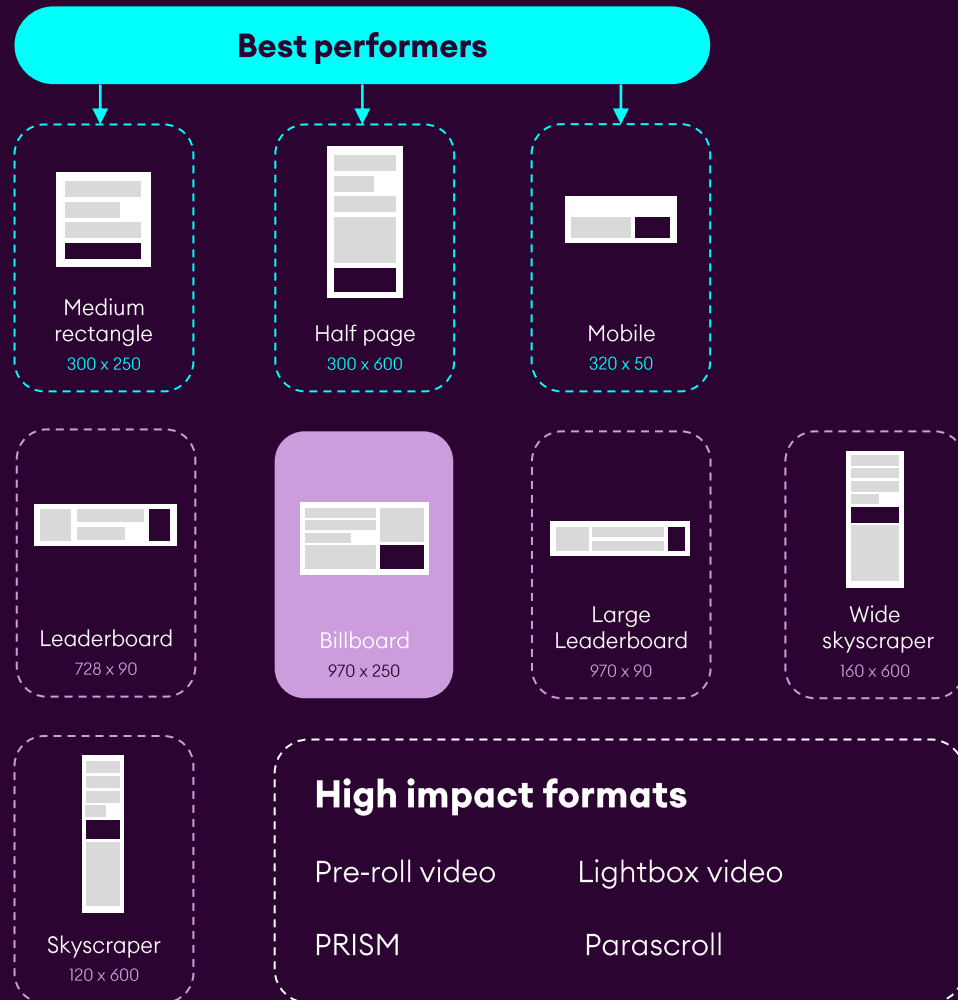 Best performers
Medium
rectangle
300 x 250
Half page
300 x 600
Mobile
320 x 50
Leaderboard
728 x 90
Billboard
970 x 250
Large
Leaderboard
970 x 90
Wide
skyscraper
160 x 600
Skyscraper
120 x 600
High impact formats
Pre-roll video
Lightbox video
PRISM
Parascroll